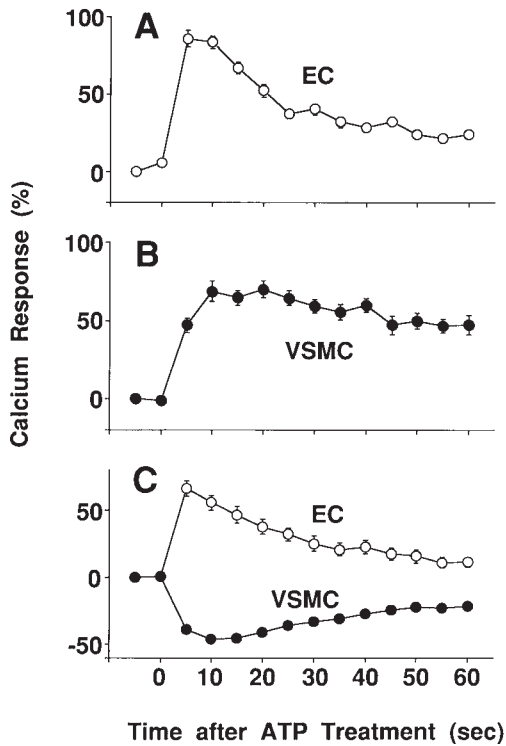 A
100
EC
50
0
B
100
50
VSMC
0
Calcium Response (%)
C
50
EC
0
VSMC
-50
0 10 20 30 40 50 60
Time after ATP Treatment (sec)